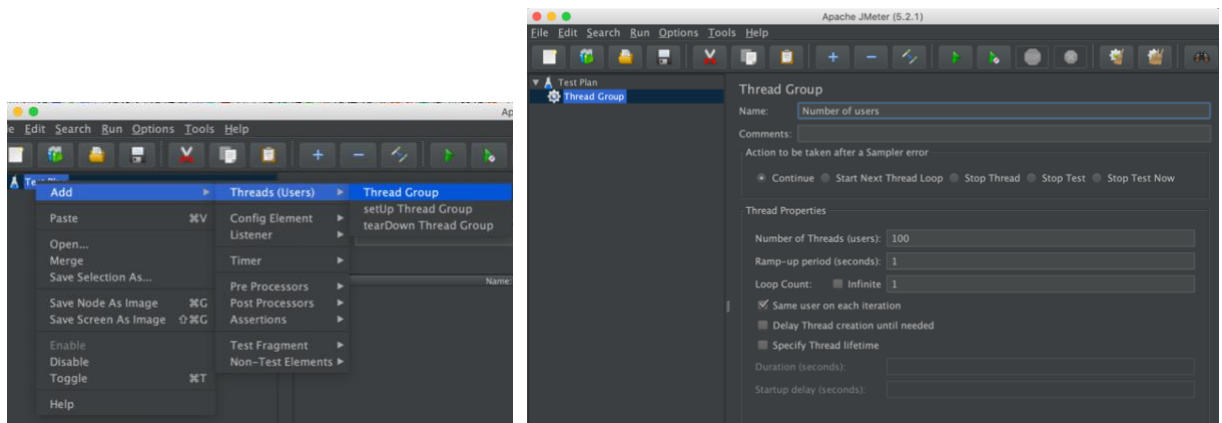 Ap
e Edit Search Run Options Tools Help
Add
Threads (Users)
Thread Group
setUp Thread Group
tearDown Thread Group
Paste ⌘V
Config Element
Listener
Open...
Merge
Timer
Save Selection As...
Pre Processors
Name:
Save Node As Image ⌘G
Post Processors
Save Screen As Image ⇧⌘G
Assertions
Enable
Test Fragment
Disable
Non-Test Elements
Toggle ⌘T
Help
Apache JMeter (5.2.1)
File Edit Search Run Options Tools Help
Test Plan
Thread Group
Thread Group
Name: Number of users
Comments:
Action to be taken after a Sampler error
Continue Start Next Thread Loop Stop Thread Stop Test Stop Test Now
Thread Properties
Number of Threads (users): 100
Ramp-up period (seconds): 1
Loop Count: Infinite 1
Same user on each iteration
Delay Thread creation until needed
Specify Thread lifetime
Duration (seconds):
Startup delay (seconds):